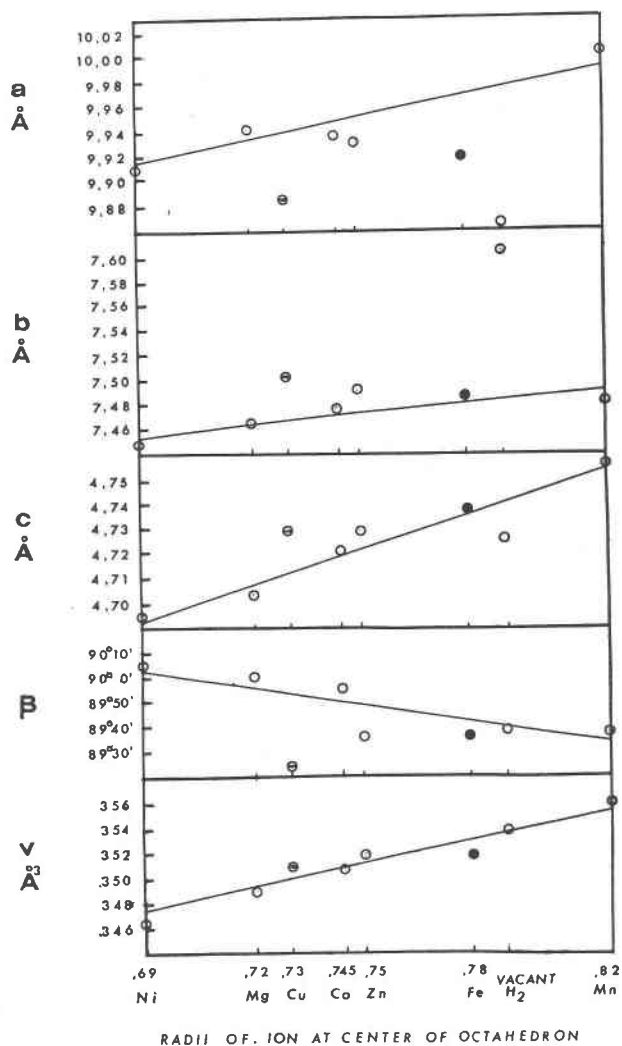 10,02
10,00
9,98
9,96
9,94
9,92
9,90
9,88
a
Å
7,60
7,58
7,56
7,54
7,50
7,48
7,46
b
Å
4,75
4,74
4,73
4,72
4,71
4,70
c
Å
90°10'
90°0'
89°50'
89°40'
89°30'
β
356
354
352
.350
348
.346
v
Å³
,69 ,72 ,73 ,745 ,75 ,78 VACANT ,82
Ni Mg Cu Co Zn Fe H₂ Mn
RADII OF. ION AT CENTER OF OCTAHEDRON